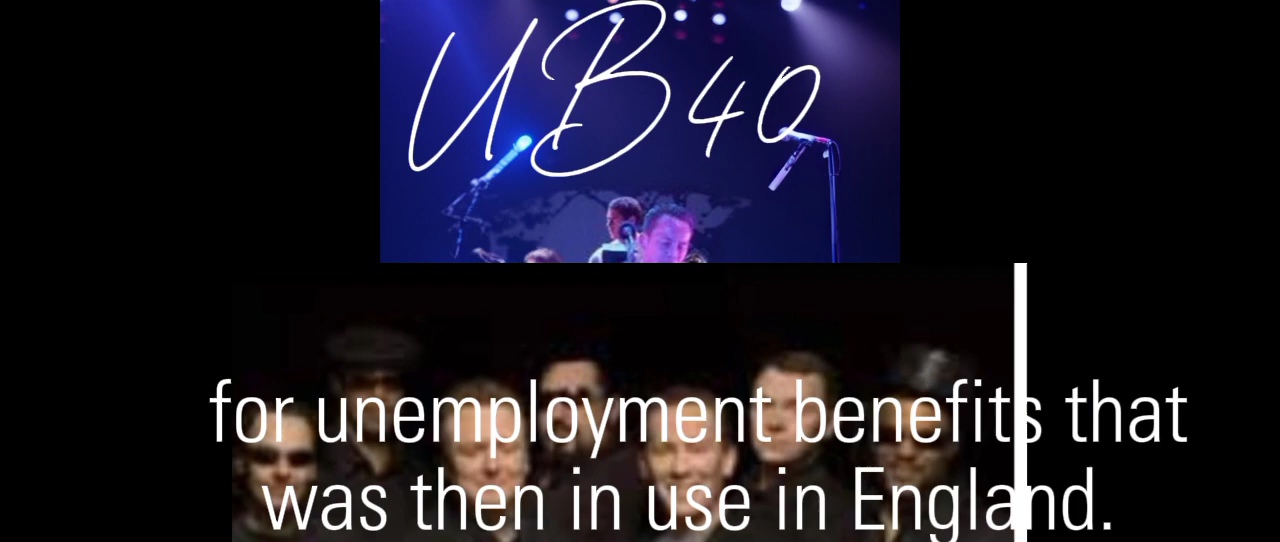 UB40
for unemployment benefits that
was then in use in England.